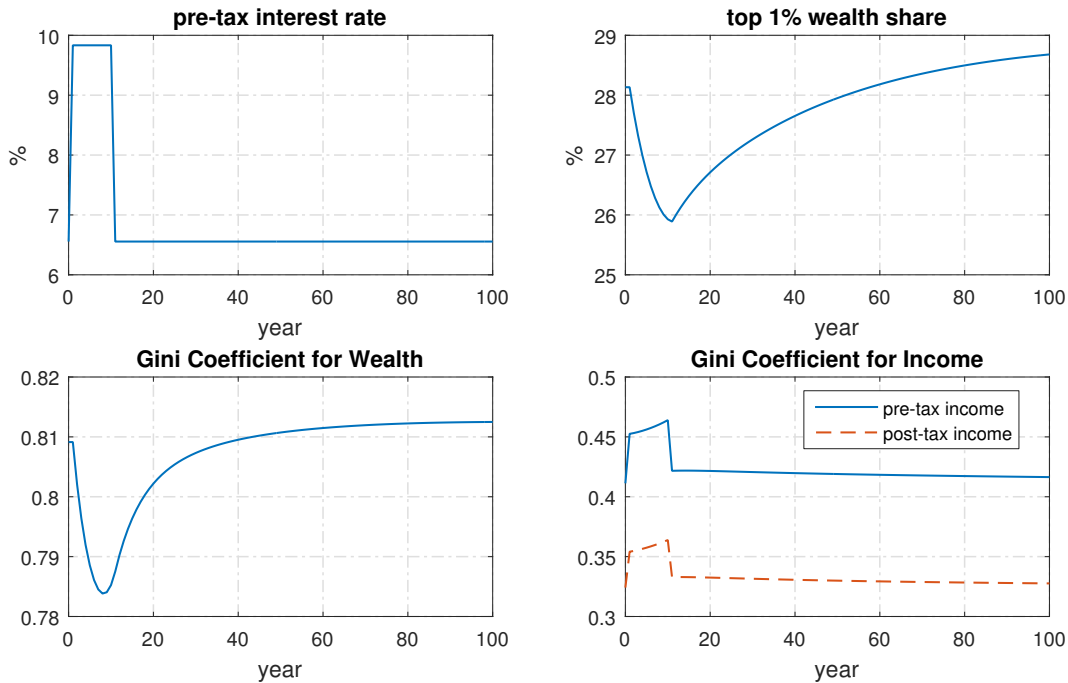 pre-tax interest rate
10
9
8
7
6
%
0 20 40 60 80 100
year
top 1% wealth share
29
28
27
26
25
%
0 20 40 60 80 100
year
Gini Coefficient for Wealth
0.82
0.81
0.8
0.79
0.78
0 20 40 60 80 100
year
Gini Coefficient for Income
0.5
0.45
0.4
0.35
0.3
pre-tax income
post-tax income
0 20 40 60 80 100
year